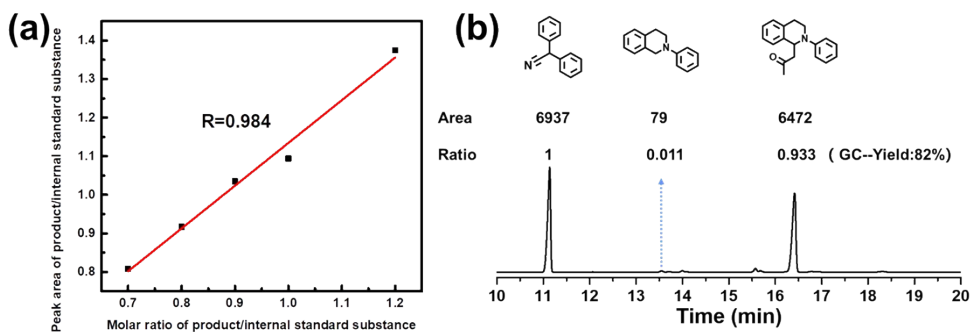 (a)
Peak area of product/internal standard substance
1.4
1.3
1.2
1.1
1.0
0.9
0.8
R=0.984
0.7 0.8 0.9 1.0 1.1 1.2
Molar ratio of product/internal standard substance
(b)
N
N
N
O
Area 6937 79 6472
Ratio 1 0.011 0.933 ( GC--Yield:82%)
10 11 12 13 14 15 16 17 18 19 20
Time (min)